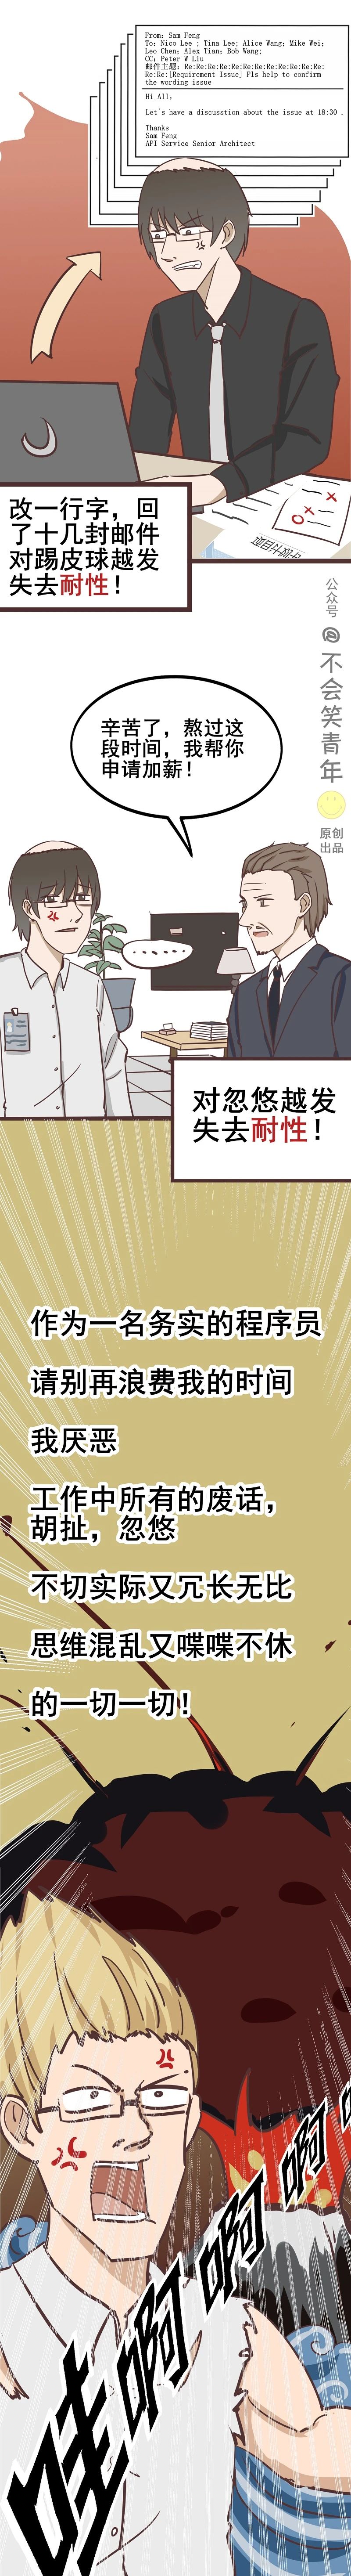 From: Sam Feng
To: Nico Lee ; Tina Lee; Alice Wang; Mike Wei;
Leo Chen; Alex Tian; Bob Wang;
CC: Peter W Liu
邮件主题: Re:Re:Re:Re:Re:Re:Re:Re:Re:Re:Re:Re:
Re:Re:[Requirement Issue] Pls help to confirm
the wording issue
Hi All,
Let's have a discusstion about the issue at 18:30 .
Thanks
Sam Feng
API Service Senior Architect
改一行字，回
了十几封邮件
对踢皮球越发
失去耐性！
公众号
@不会笑青年
原创
出品
辛苦了，熬过这
段时间，我帮你
申请加薪！
......
对忽悠越发
失去耐性！
作为一名务实的程序员
请别再浪费我的时间
我厌恶
工作中所有的废话，
胡扯，忽悠
不切实际又冗长无比
思维混乱又喋喋不休
的一切一切！